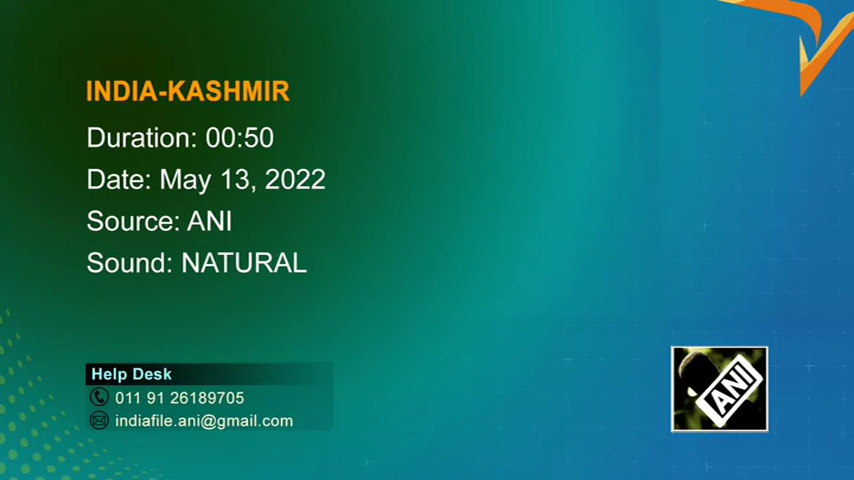 INDIA-KASHMIR
Duration: 00:50
Date: May 13, 2022
Source: ANI
Sound: NATURAL
Help Desk
011 91 26189705
indiafile.ani@gmail.com
ANI